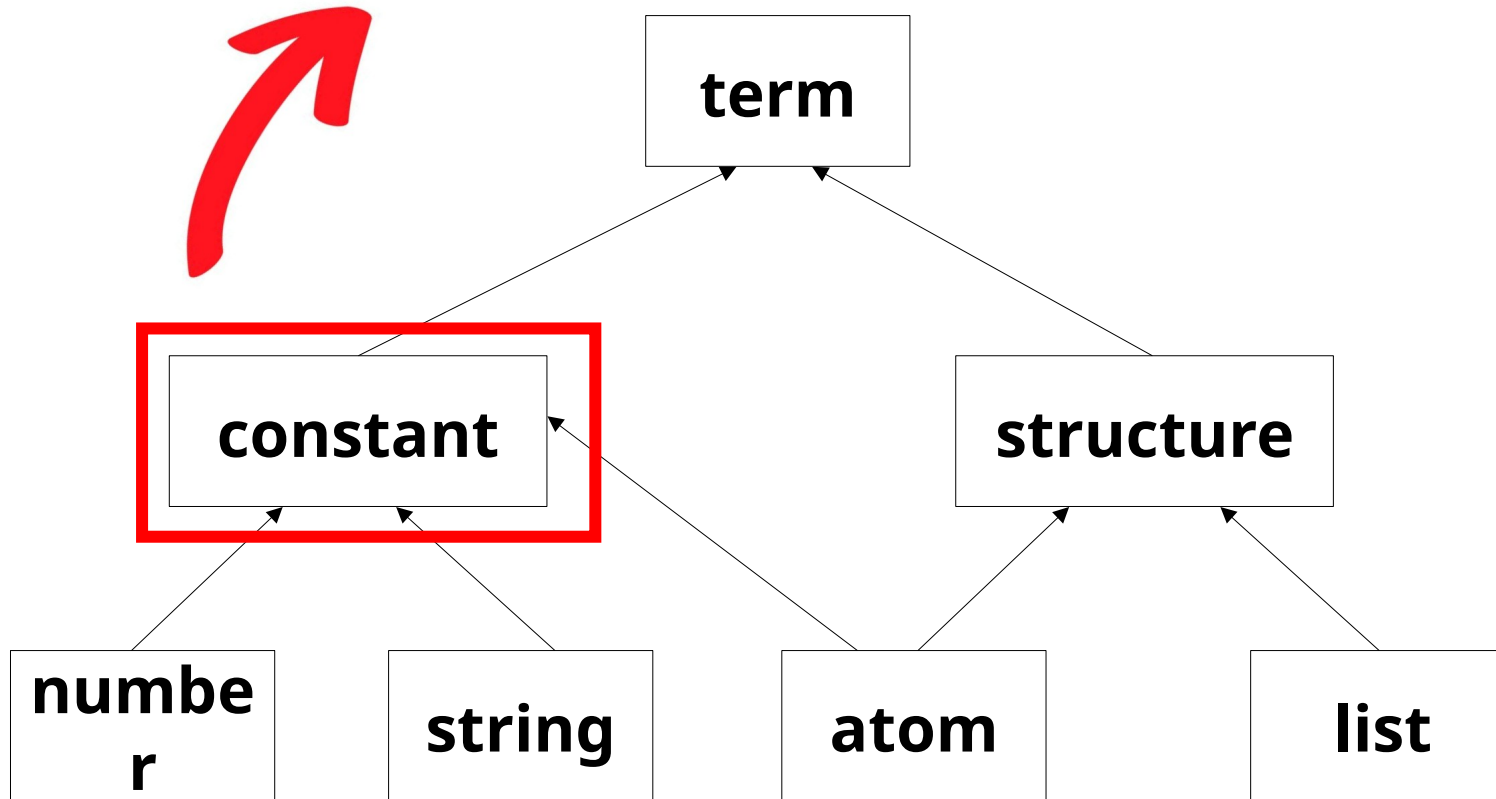 term
constant
structure
numbe
r
string
atom
list